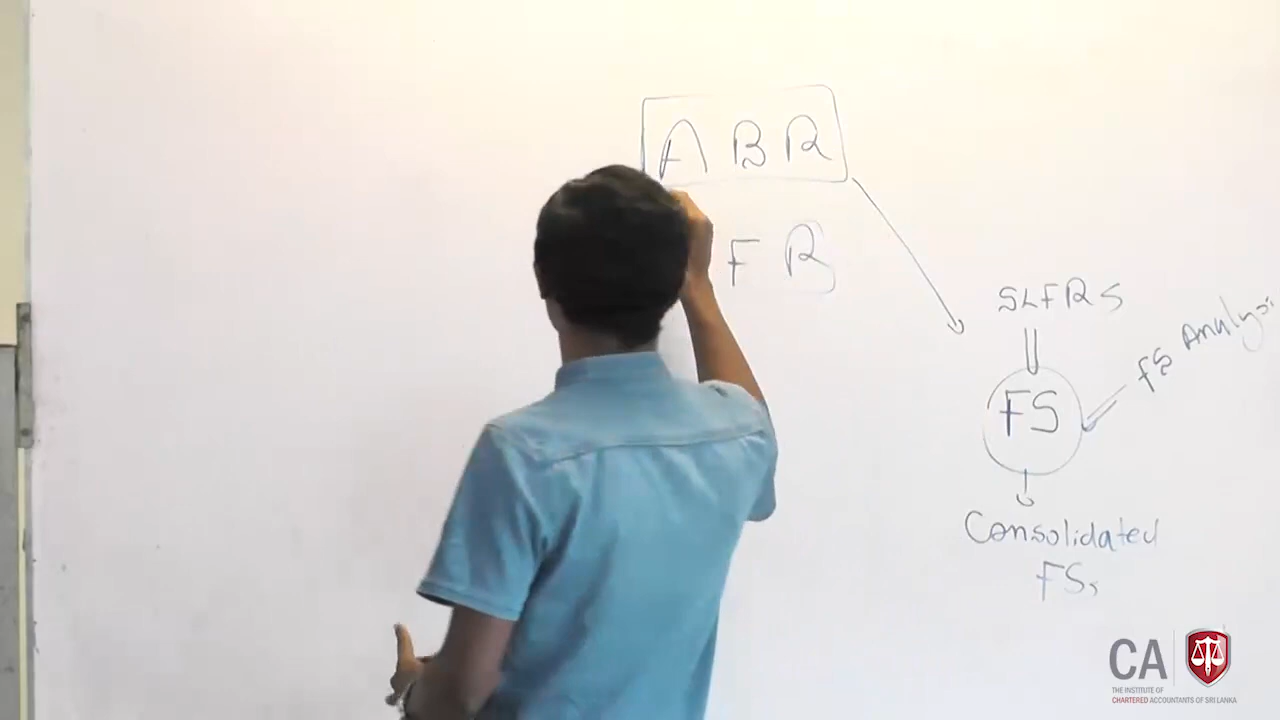 ABR
FR
SLFRS
FS Analysis
FS
Consolidated
FSs
CA
THE INSTITUTE OF
CHARTERED ACCOUNTANTS OF SRI LANKA